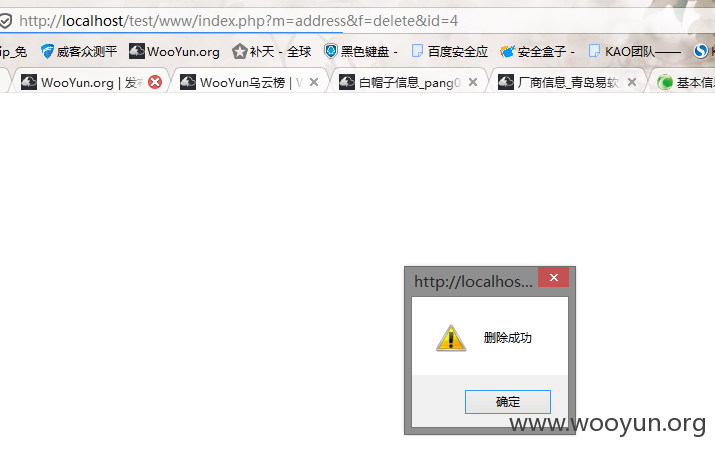 http://localhost/test/www/index.php?m=address&f=delete&id=4
ip_免 威客众测平 WooYun.org 补天 - 全球 黑色键盘 - 百度安全应 安全盒子 - KAO团队——
WooYun.org | 发 WooYun乌云榜 | W 白帽子信息_pang0 厂商信息_青岛易软 基本信息
http://localhos...
删除成功
确定
www.wooyun.org